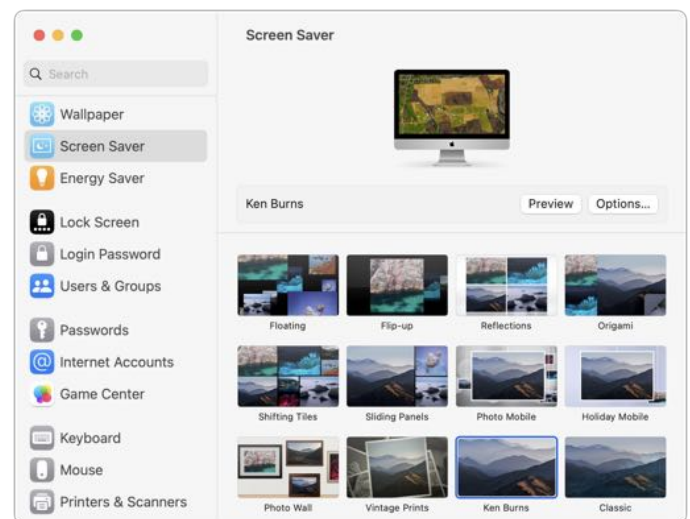 Screen Saver
Search
Wallpaper
Screen Saver
Energy Saver
Lock Screen
Login Password
Users & Groups
Passwords
Internet Accounts
Game Center
Keyboard
Mouse
Printers & Scanners
Ken Burns
Preview
Options...
Floating
Flip-up
Reflections
Origami
Shifting Tiles
Sliding Panels
Photo Mobile
Holiday Mobile
Photo Wall
Vintage Prints
Ken Burns
Classic